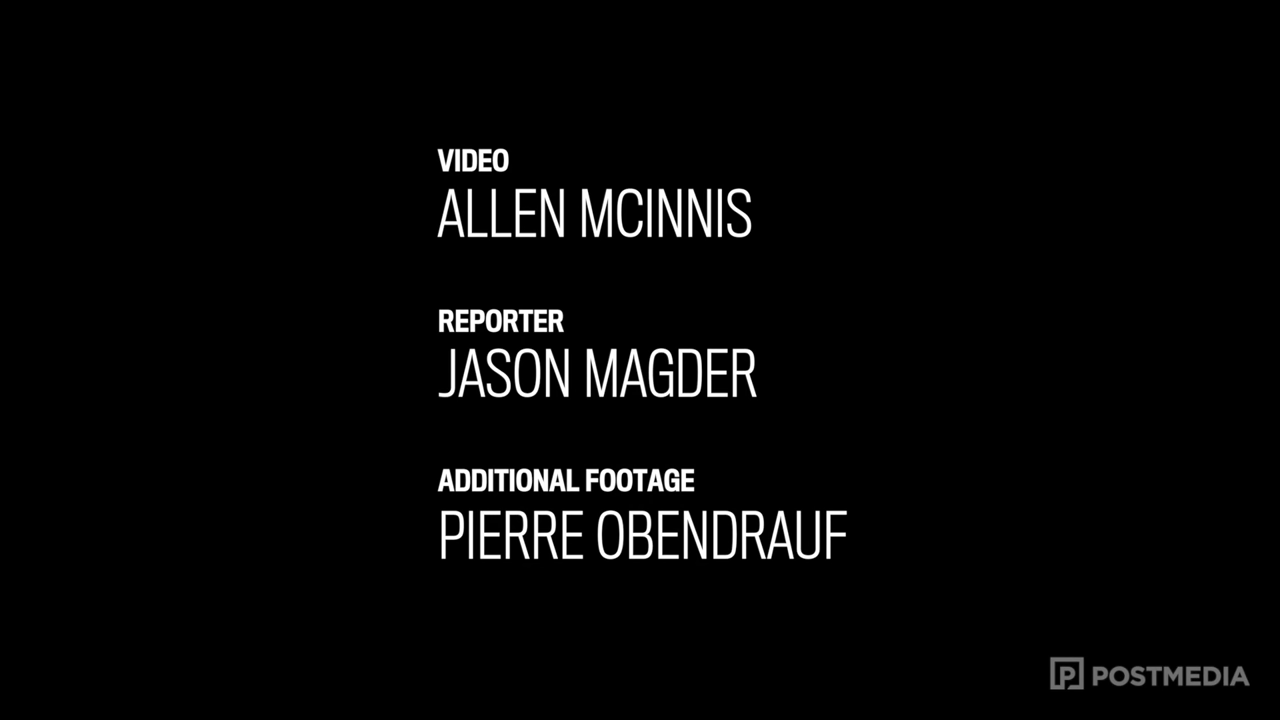 VIDEO
ALLEN MCINNIS
REPORTER
JASON MAGDER
ADDITIONAL FOOTAGE
PIERRE OBENDRAUF
P POSTMEDIA